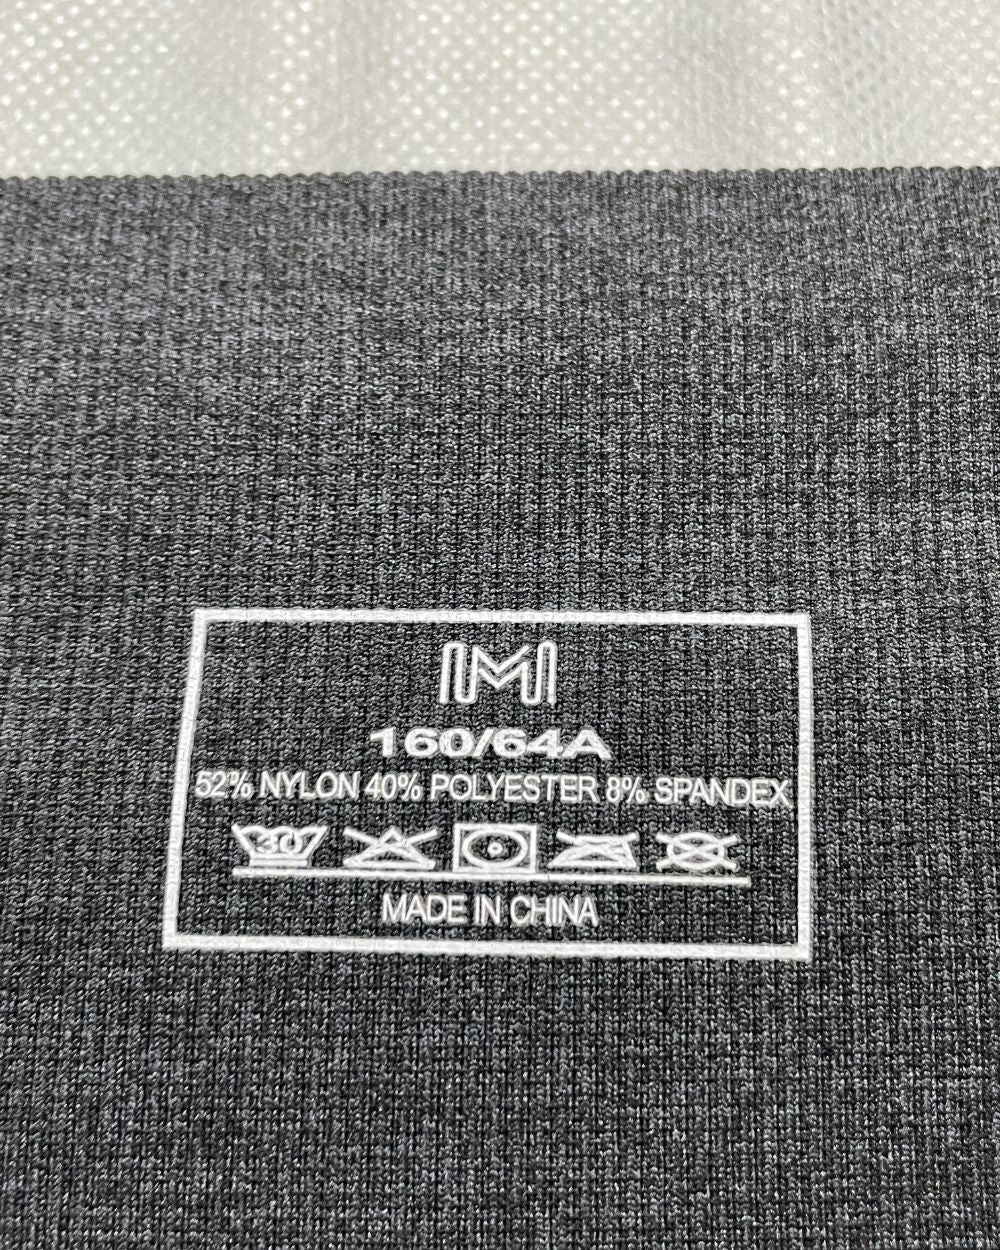 M
160/64A
52% NYLON 40% POLYESTER 8% SPANDEX
30
MADE IN CHINA